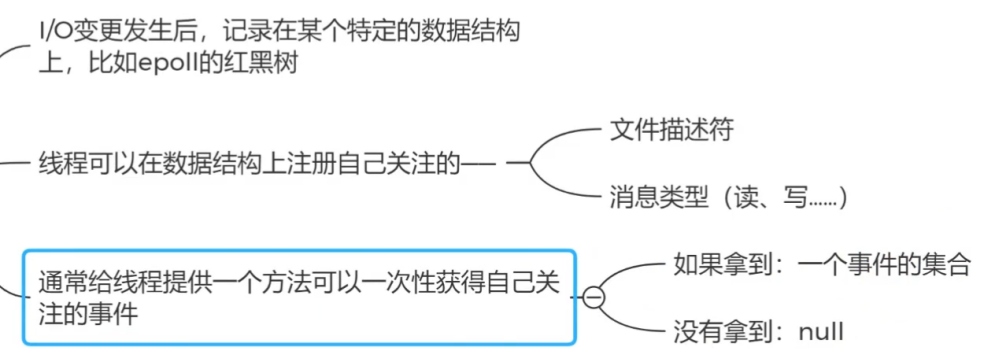 I/O变更发生后，记录在某个特定的数据结构
上，比如epoll的红黑树
线程可以在数据结构上注册自己关注的——
文件描述符
消息类型（读、写……）
通常给线程提供一个方法可以一次性获得自己关
注的事件
如果拿到：一个事件的集合
没有拿到：null